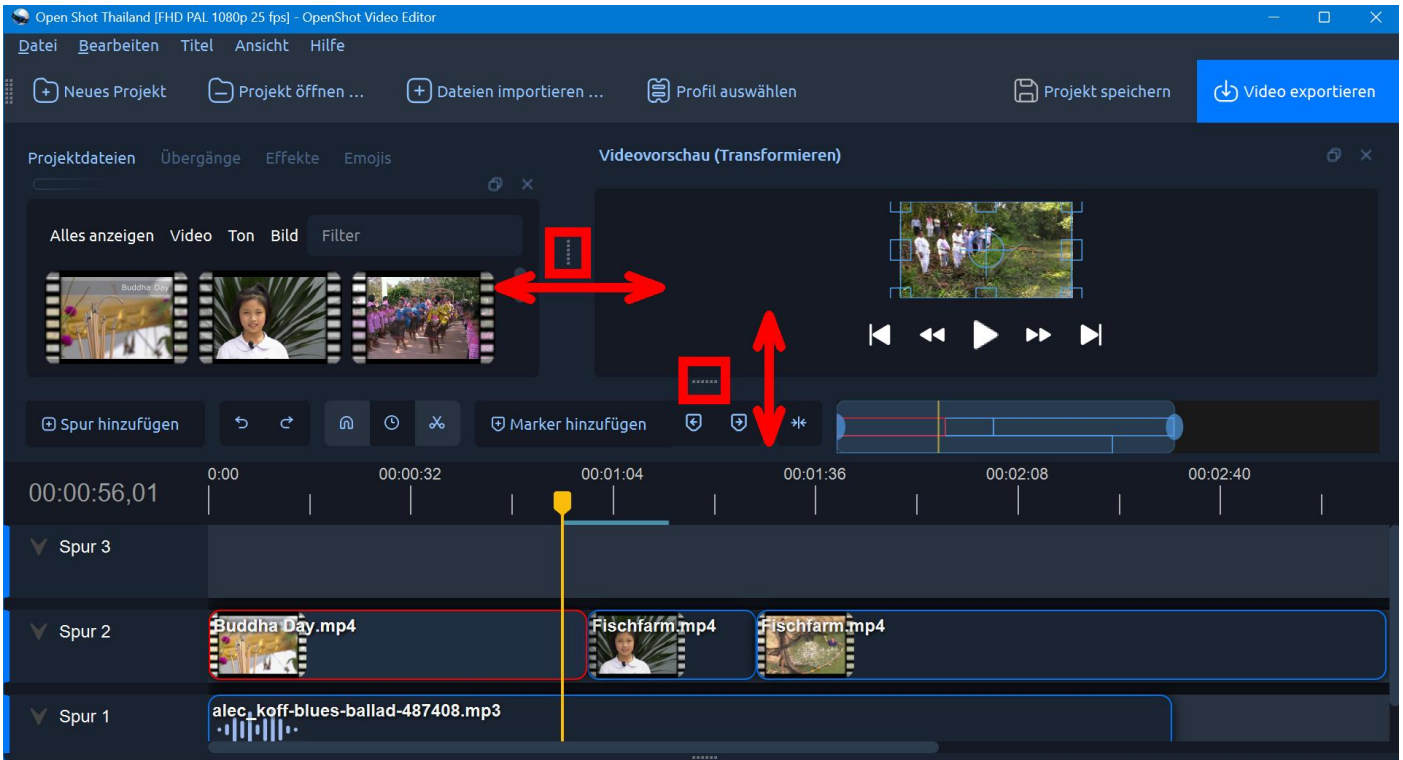 Open Shot Thailand [FHD PAL 1080p 25 fps] - OpenShot Video Editor
Datei Bearbeiten Titel Ansicht Hilfe
Neues Projekt Projekt öffnen ... Dateien importieren ... Profil auswählen Projekt speichern Video exportieren
Projektdateien Übergänge Effekte Emojis
Videovorschau (Transformieren)
Alles anzeigen Video Ton Bild Filter
Buddha Day
Spur hinzufügen Marker hinzufügen
00:00:56,01
0:00 00:00:32 00:01:04 00:01:36 00:02:08 00:02:40
Spur 3
Spur 2
Buddha Day.mp4 Fischfarm.mp4 Fischfarm.mp4
Spur 1
alec_koff-blues-ballad-487408.mp3